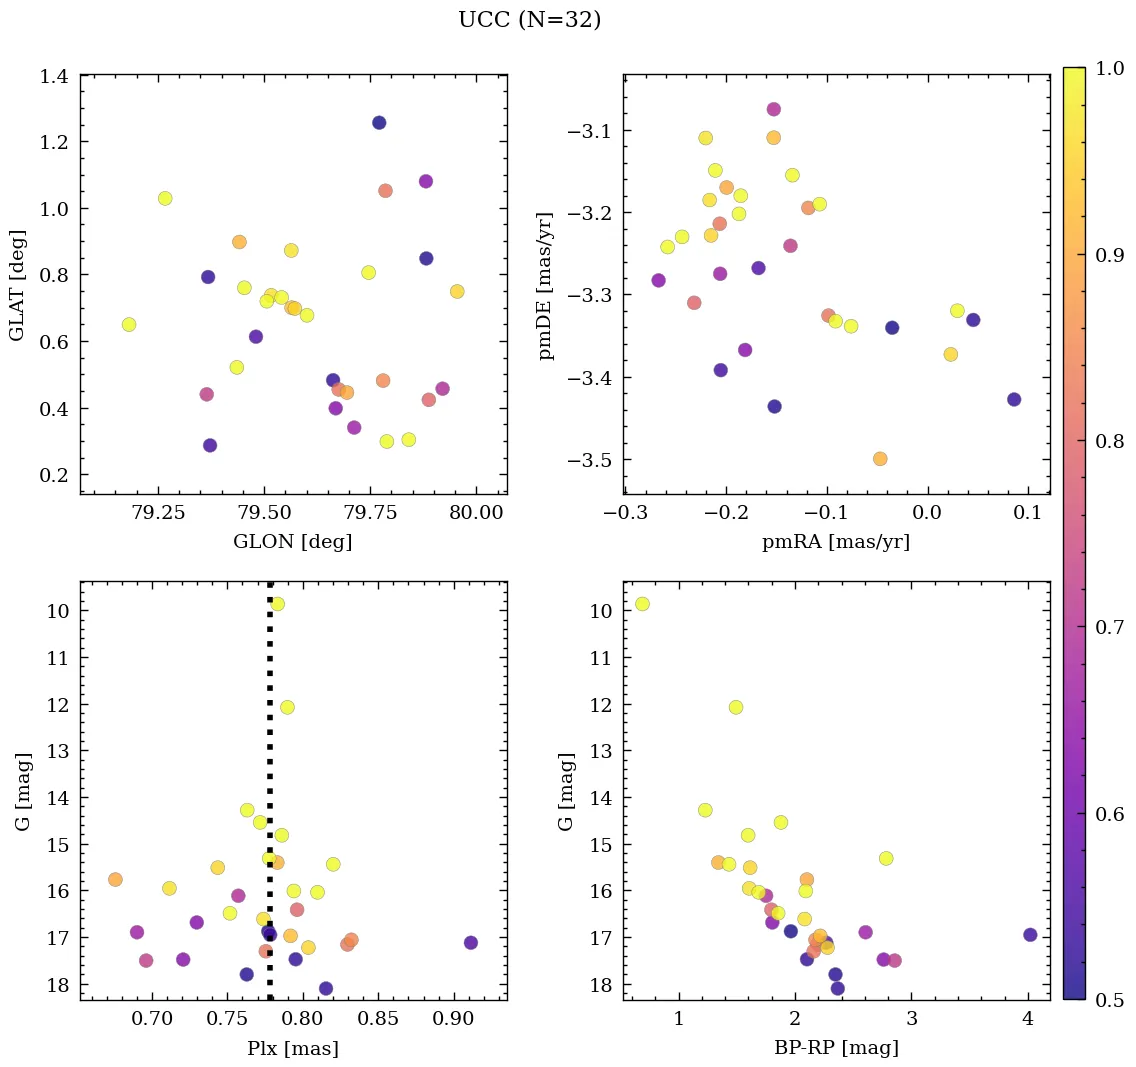 UCC (N=32)
1.4
1.2
1.0
0.8
0.6
0.4
0.2
GLAT [deg]
79.25 79.50 79.75 80.00
GLON [deg]
−3.1
−3.2
−3.3
−3.4
−3.5
pmDE [mas/yr]
−0.3 −0.2 −0.1 0.0 0.1
pmRA [mas/yr]
10
11
12
13
14
15
16
17
18
G [mag]
0.70 0.75 0.80 0.85 0.90
Plx [mas]
10
11
12
13
14
15
16
17
18
G [mag]
1 2 3 4
BP-RP [mag]
1.0
0.9
0.8
0.7
0.6
0.5